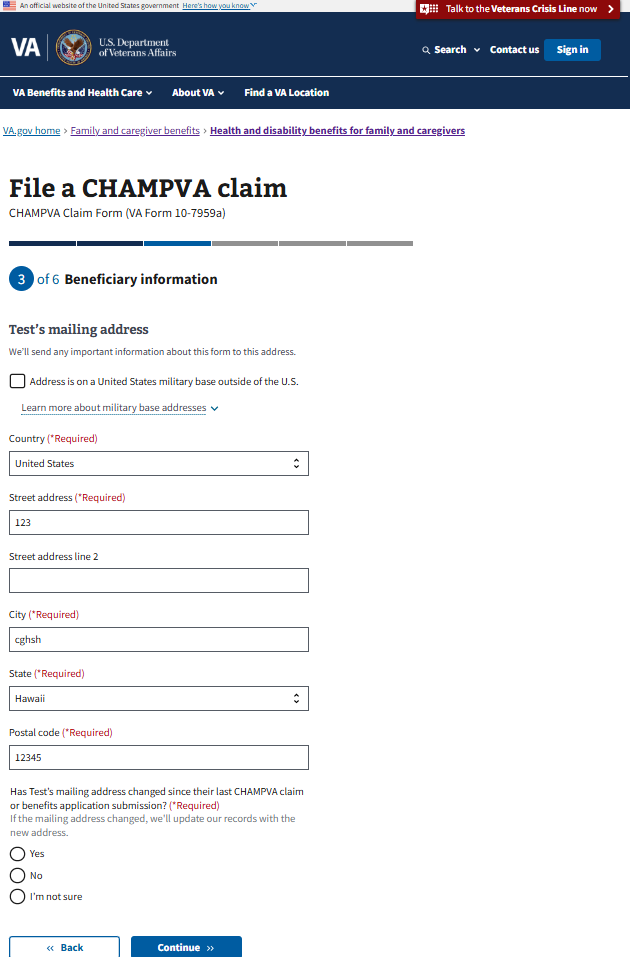 An official website of the United States government Here's how you know
Talk to the Veterans Crisis Line now
VA
U.S. Department
of Veterans Affairs
Search
Contact us
Sign in
VA Benefits and Health Care
About VA
Find a VA Location
VA.gov home › Family and caregiver benefits › Health and disability benefits for family and caregivers
File a CHAMPVA claim
CHAMPVA Claim Form (VA Form 10-7959a)
3 of 6 Beneficiary information
Test's mailing address
We'll send any important information about this form to this address.
Address is on a United States military base outside of the U.S.
Learn more about military base addresses
Country (*Required)
United States
Street address (*Required)
123
Street address line 2
City (*Required)
cghsh
State (*Required)
Hawaii
Postal code (*Required)
12345
Has Test's mailing address changed since their last CHAMPVA claim
or benefits application submission? (*Required)
If the mailing address changed, we'll update our records with the
new address.
Yes
No
I'm not sure
‹‹ Back
Continue ››